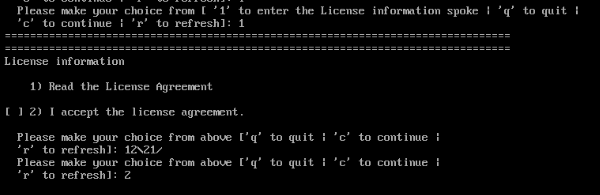 Please make your choice from [ '1' to enter the License information spoke | 'q' to quit |
'c' to continue | 'r' to refresh]: 1
================================================================================
================================================================================
License information
1) Read the License Agreement
[ ] 2) I accept the license agreement.
Please make your choice from above ['q' to quit | 'c' to continue |
'r' to refresh]: 12\21/
Please make your choice from above ['q' to quit | 'c' to continue |
'r' to refresh]: 2